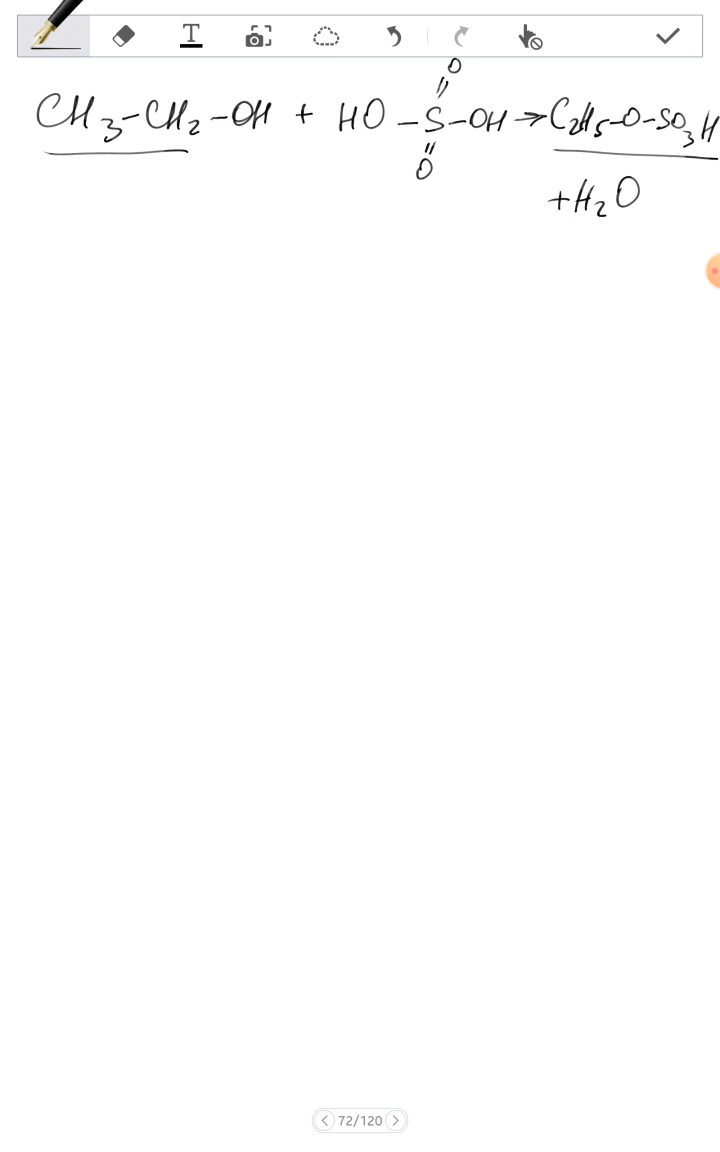 T
CH3-CH2-OH + HO-S-OH→C2H5-O-SO3H
O
"
"
O
+H2O
72/120